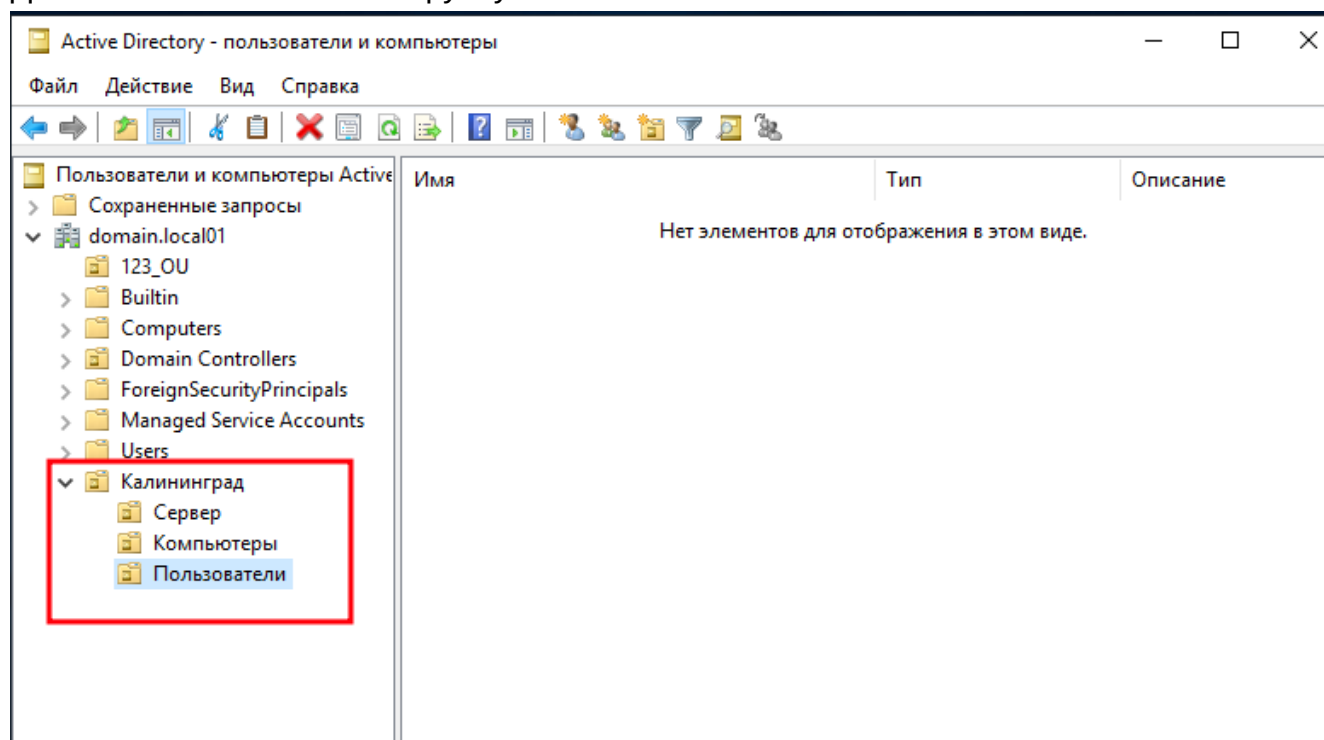 Active Directory - пользователи и компьютеры
Файл Действие Вид Справка
Пользователи и компьютеры Active
Сохраненные запросы
domain.local01
123_OU
Builtin
Computers
Domain Controllers
ForeignSecurityPrincipals
Managed Service Accounts
Users
Калининград
Сервер
Компьютеры
Пользователи
Имя Тип Описание
Нет элементов для отображения в этом виде.